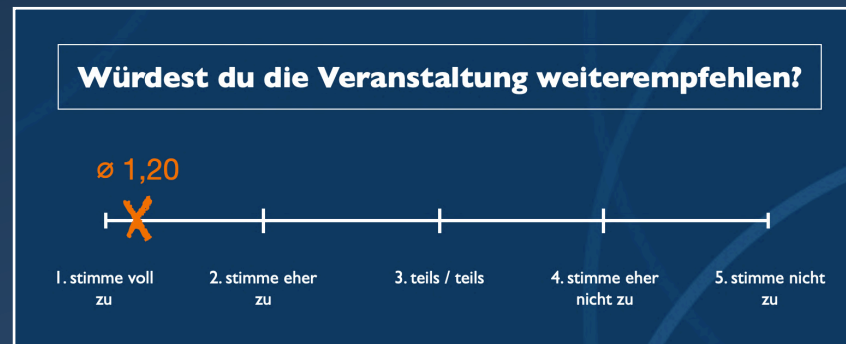 Würdest du die Veranstaltung weiterempfehlen?
ø 1,20
1. stimme voll zu
2. stimme eher zu
3. teils / teils
4. stimme eher nicht zu
5. stimme nicht zu